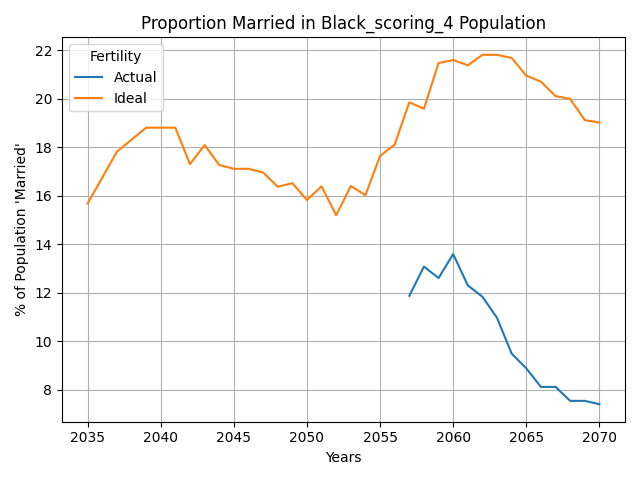 Proportion Married in Black_scoring_4 Population
Fertility
Actual
Ideal
% of Population 'Married'
22
20
18
16
14
12
10
8
2035 2040 2045 2050 2055 2060 2065 2070
Years